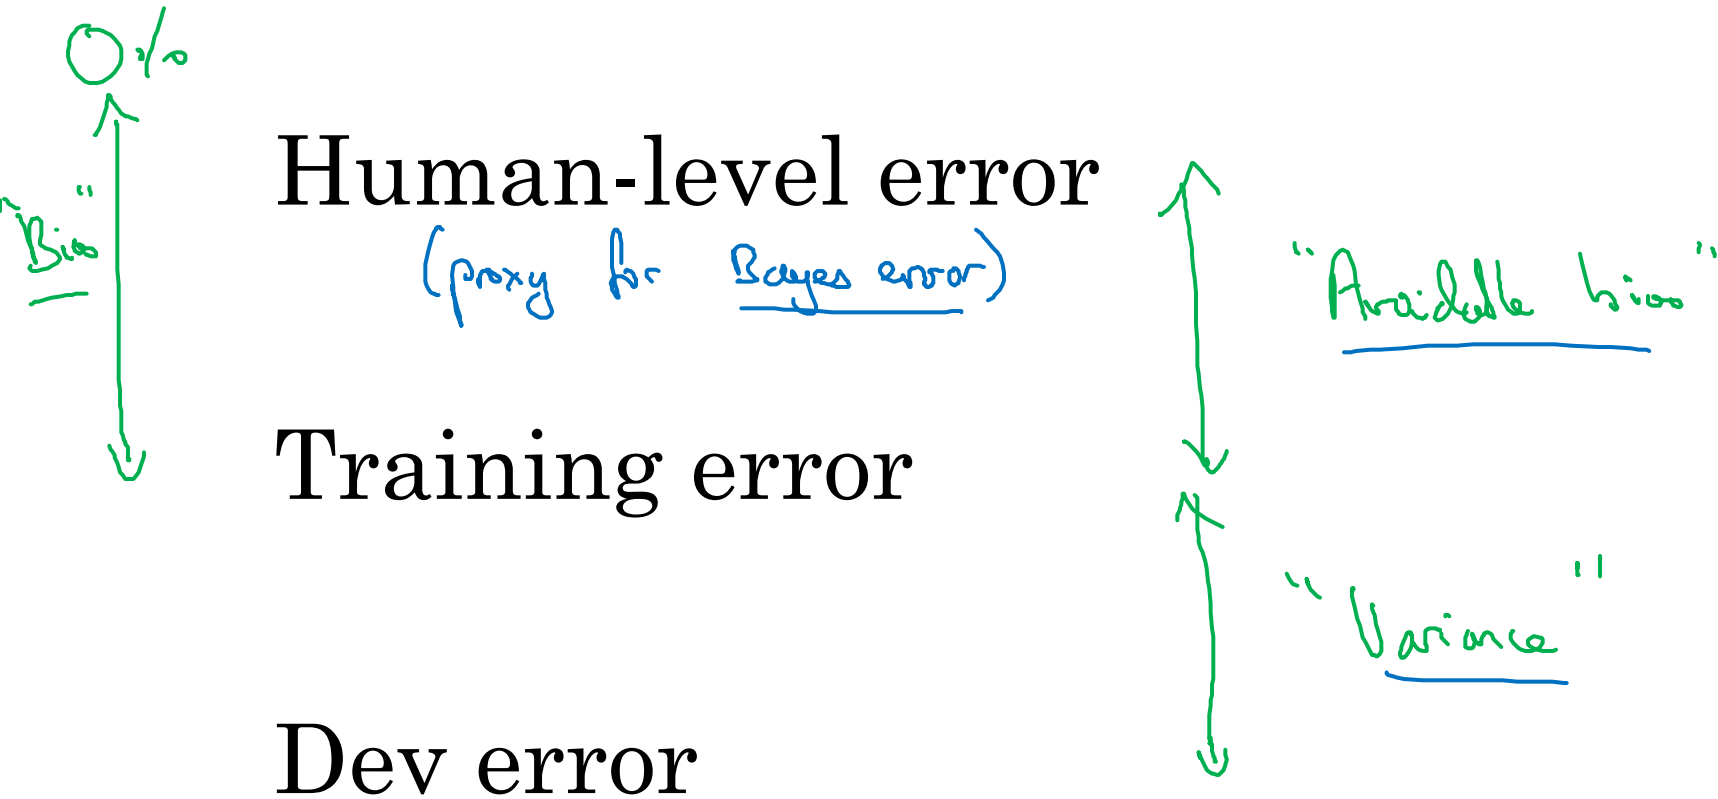 0%
Human-level error
"Bias"
(proxy for Bayes error)
"Avoidable bias"
Training error
"Variance"
Dev error